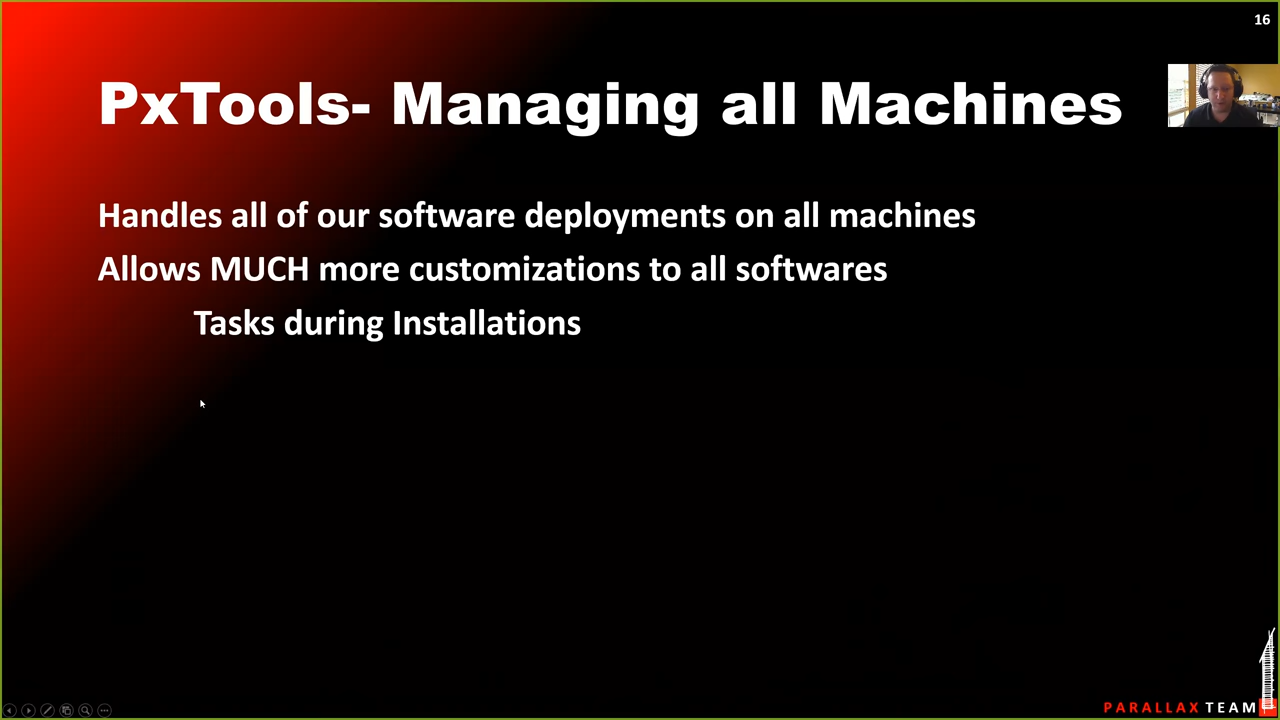 16
PxTools- Managing all Machines
Handles all of our software deployments on all machines
Allows MUCH more customizations to all softwares
Tasks during Installations
PARALLAX TEAM